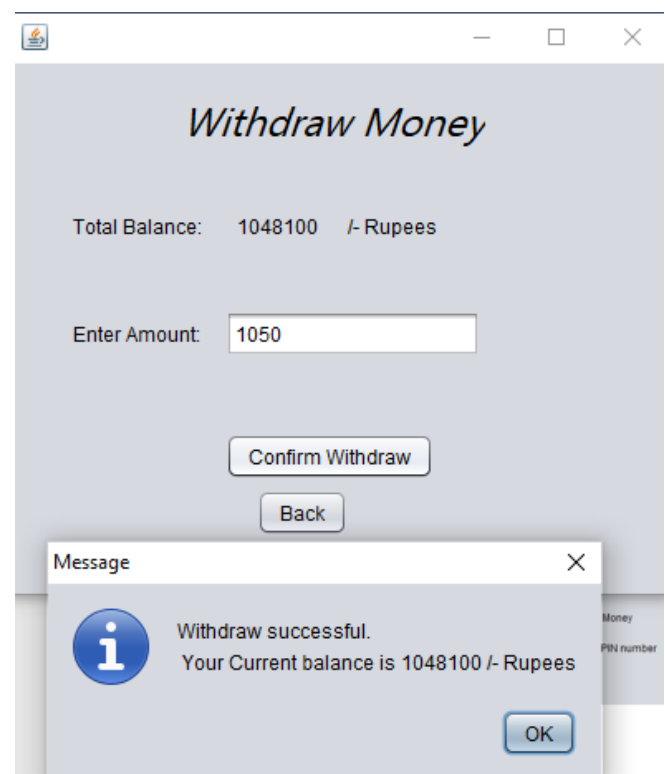 Withdraw Money
Total Balance: 1048100 /- Rupees
Enter Amount: 1050
Confirm Withdraw
Back
Message
Withdraw successful.
Your Current balance is 1048100 /- Rupees
OK
Money
PIN number